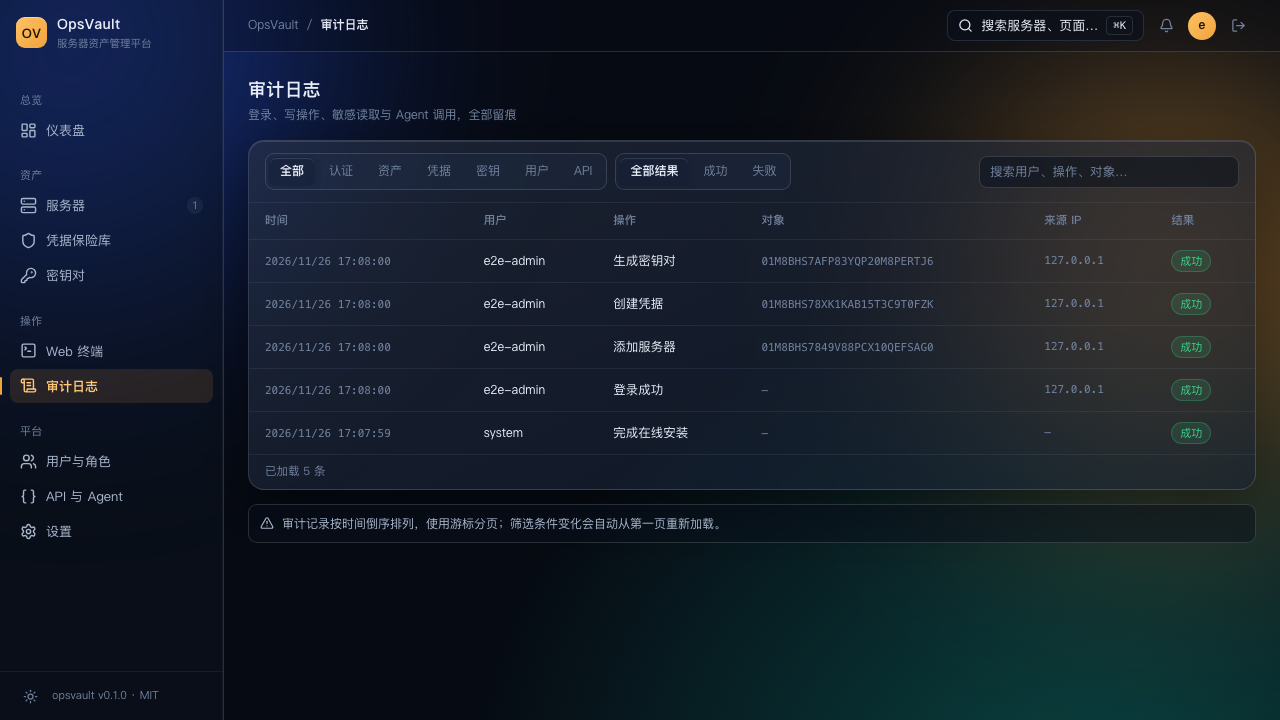 OV
OpsVault
服务器资产管理平台
总览
仪表盘
资产
服务器 1
凭据保险库
密钥对
操作
Web 终端
审计日志
平台
用户与角色
API 与 Agent
设置
opsvault v0.1.0 · MIT
OpsVault / 审计日志
搜索服务器、页面… ⌘K
e
审计日志
登录、写操作、敏感读取与 Agent 调用，全部留痕
全部 认证 资产 凭据 密钥 用户 API 全部结果 成功 失败 搜索用户、操作、对象…
时间 用户 操作 对象 来源 IP 结果
2026/11/26 17:08:00 e2e-admin 生成密钥对 01M8BHS7AFP83YQP20M8PERTJ6 127.0.0.1 成功
2026/11/26 17:08:00 e2e-admin 创建凭据 01M8BHS78XK1KAB15T3C9T0FZK 127.0.0.1 成功
2026/11/26 17:08:00 e2e-admin 添加服务器 01M8BHS7849V88PCX10QEFSAG0 127.0.0.1 成功
2026/11/26 17:08:00 e2e-admin 登录成功 — 127.0.0.1 成功
2026/11/26 17:07:59 system 完成在线安装 — — 成功
已加载 5 条
审计记录按时间倒序排列，使用游标分页；筛选条件变化会自动从第一页重新加载。